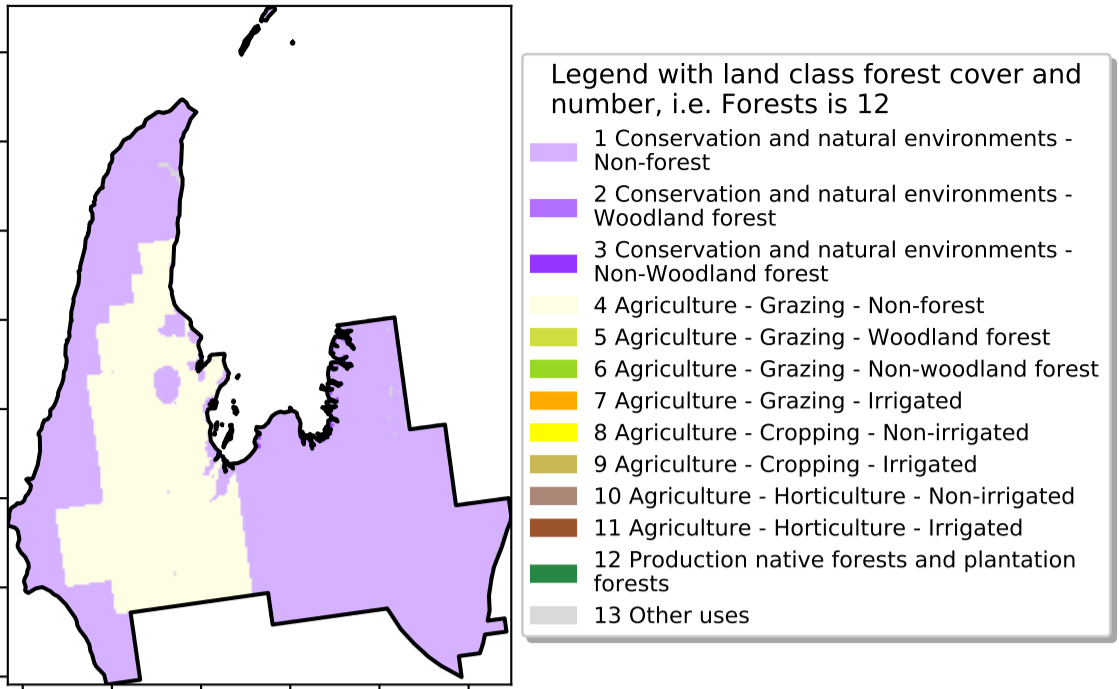 Legend with land class forest cover and
number, i.e. Forests is 12
1 Conservation and natural environments -
Non-forest
2 Conservation and natural environments -
Woodland forest
3 Conservation and natural environments -
Non-Woodland forest
4 Agriculture - Grazing - Non-forest
5 Agriculture - Grazing - Woodland forest
6 Agriculture - Grazing - Non-woodland forest
7 Agriculture - Grazing - Irrigated
8 Agriculture - Cropping - Non-irrigated
9 Agriculture - Cropping - Irrigated
10 Agriculture - Horticulture - Non-irrigated
11 Agriculture - Horticulture - Irrigated
12 Production native forests and plantation
forests
13 Other uses